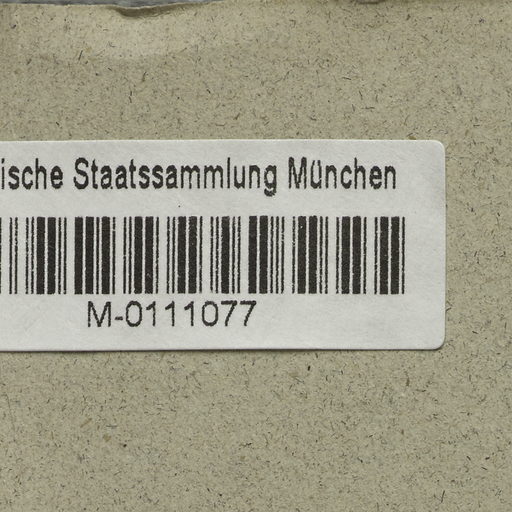 ische Staatssammlung München
M-0111077